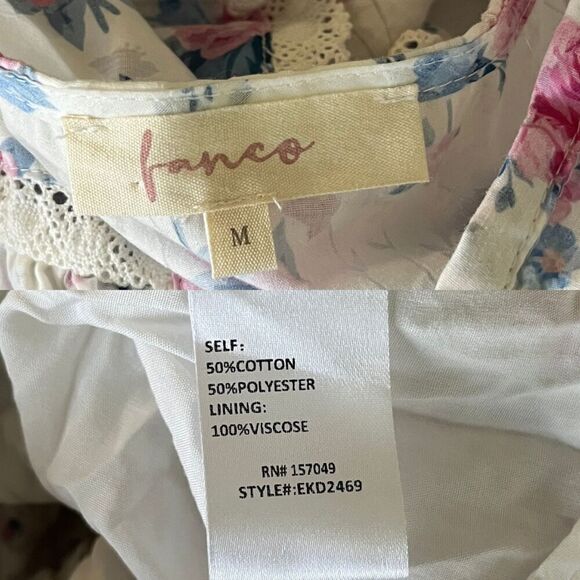 fanco
M
SELF:
50%COTTON
50%POLYESTER
LINING:
100%VISCOSE
RN# 157049
STYLE#:EKD2469